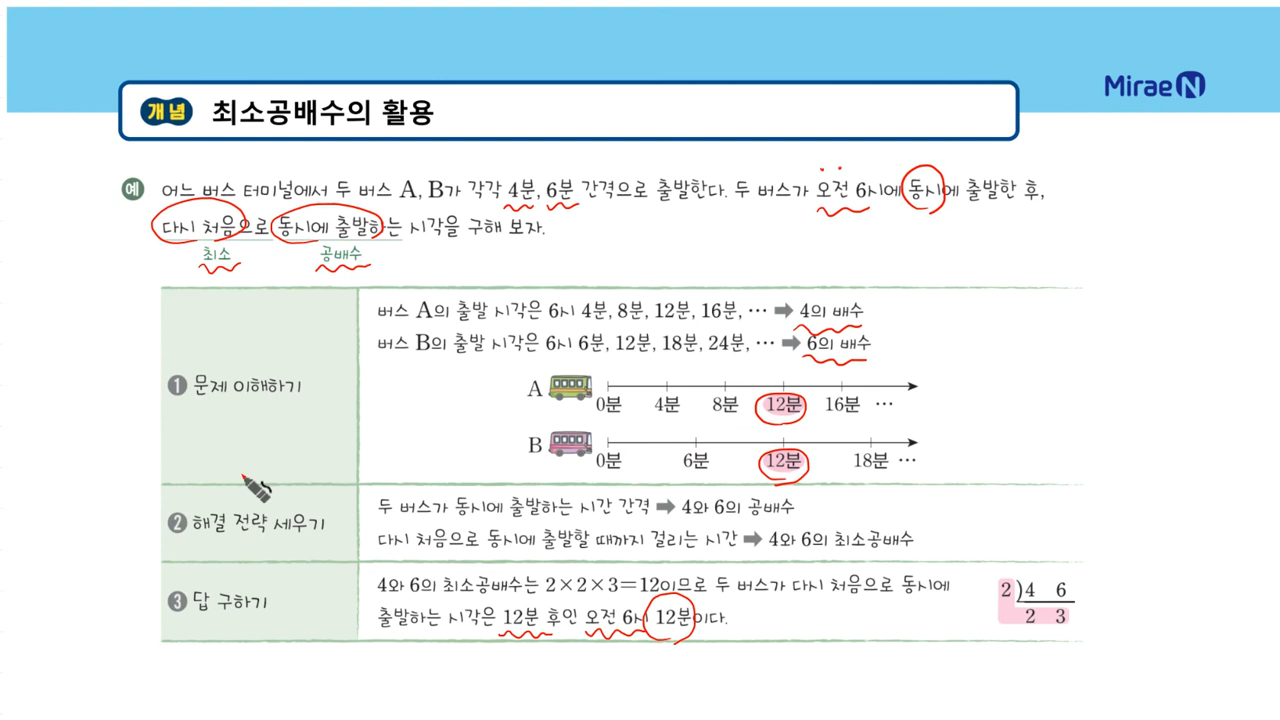 Mirae N
개념 최소공배수의 활용
예 어느 버스 터미널에서 두 버스 A, B가 각각 4분, 6분 간격으로 출발한다. 두 버스가 오전 6시에 동시에 출발한 후,
다시 처음으로 동시에 출발하는 시각을 구해 보자.
최소 공배수
① 문제 이해하기
버스 A의 출발 시각은 6시 4분, 8분, 12분, 16분, ⋯ ➡ 4의 배수
버스 B의 출발 시각은 6시 6분, 12분, 18분, 24분, ⋯ ➡ 6의 배수
A
0분 4분 8분 12분 16분 ⋯
B
0분 6분 12분 18분 ⋯
② 해결 전략 세우기
두 버스가 동시에 출발하는 시간 간격 ➡ 4와 6의 공배수
다시 처음으로 동시에 출발할 때까지 걸리는 시간 ➡ 4와 6의 최소공배수
③ 답 구하기
4와 6의 최소공배수는 2×2×3=12이므로 두 버스가 다시 처음으로 동시에
출발하는 시각은 12분 후인 오전 6시 12분이다.
2)4 6
2 3